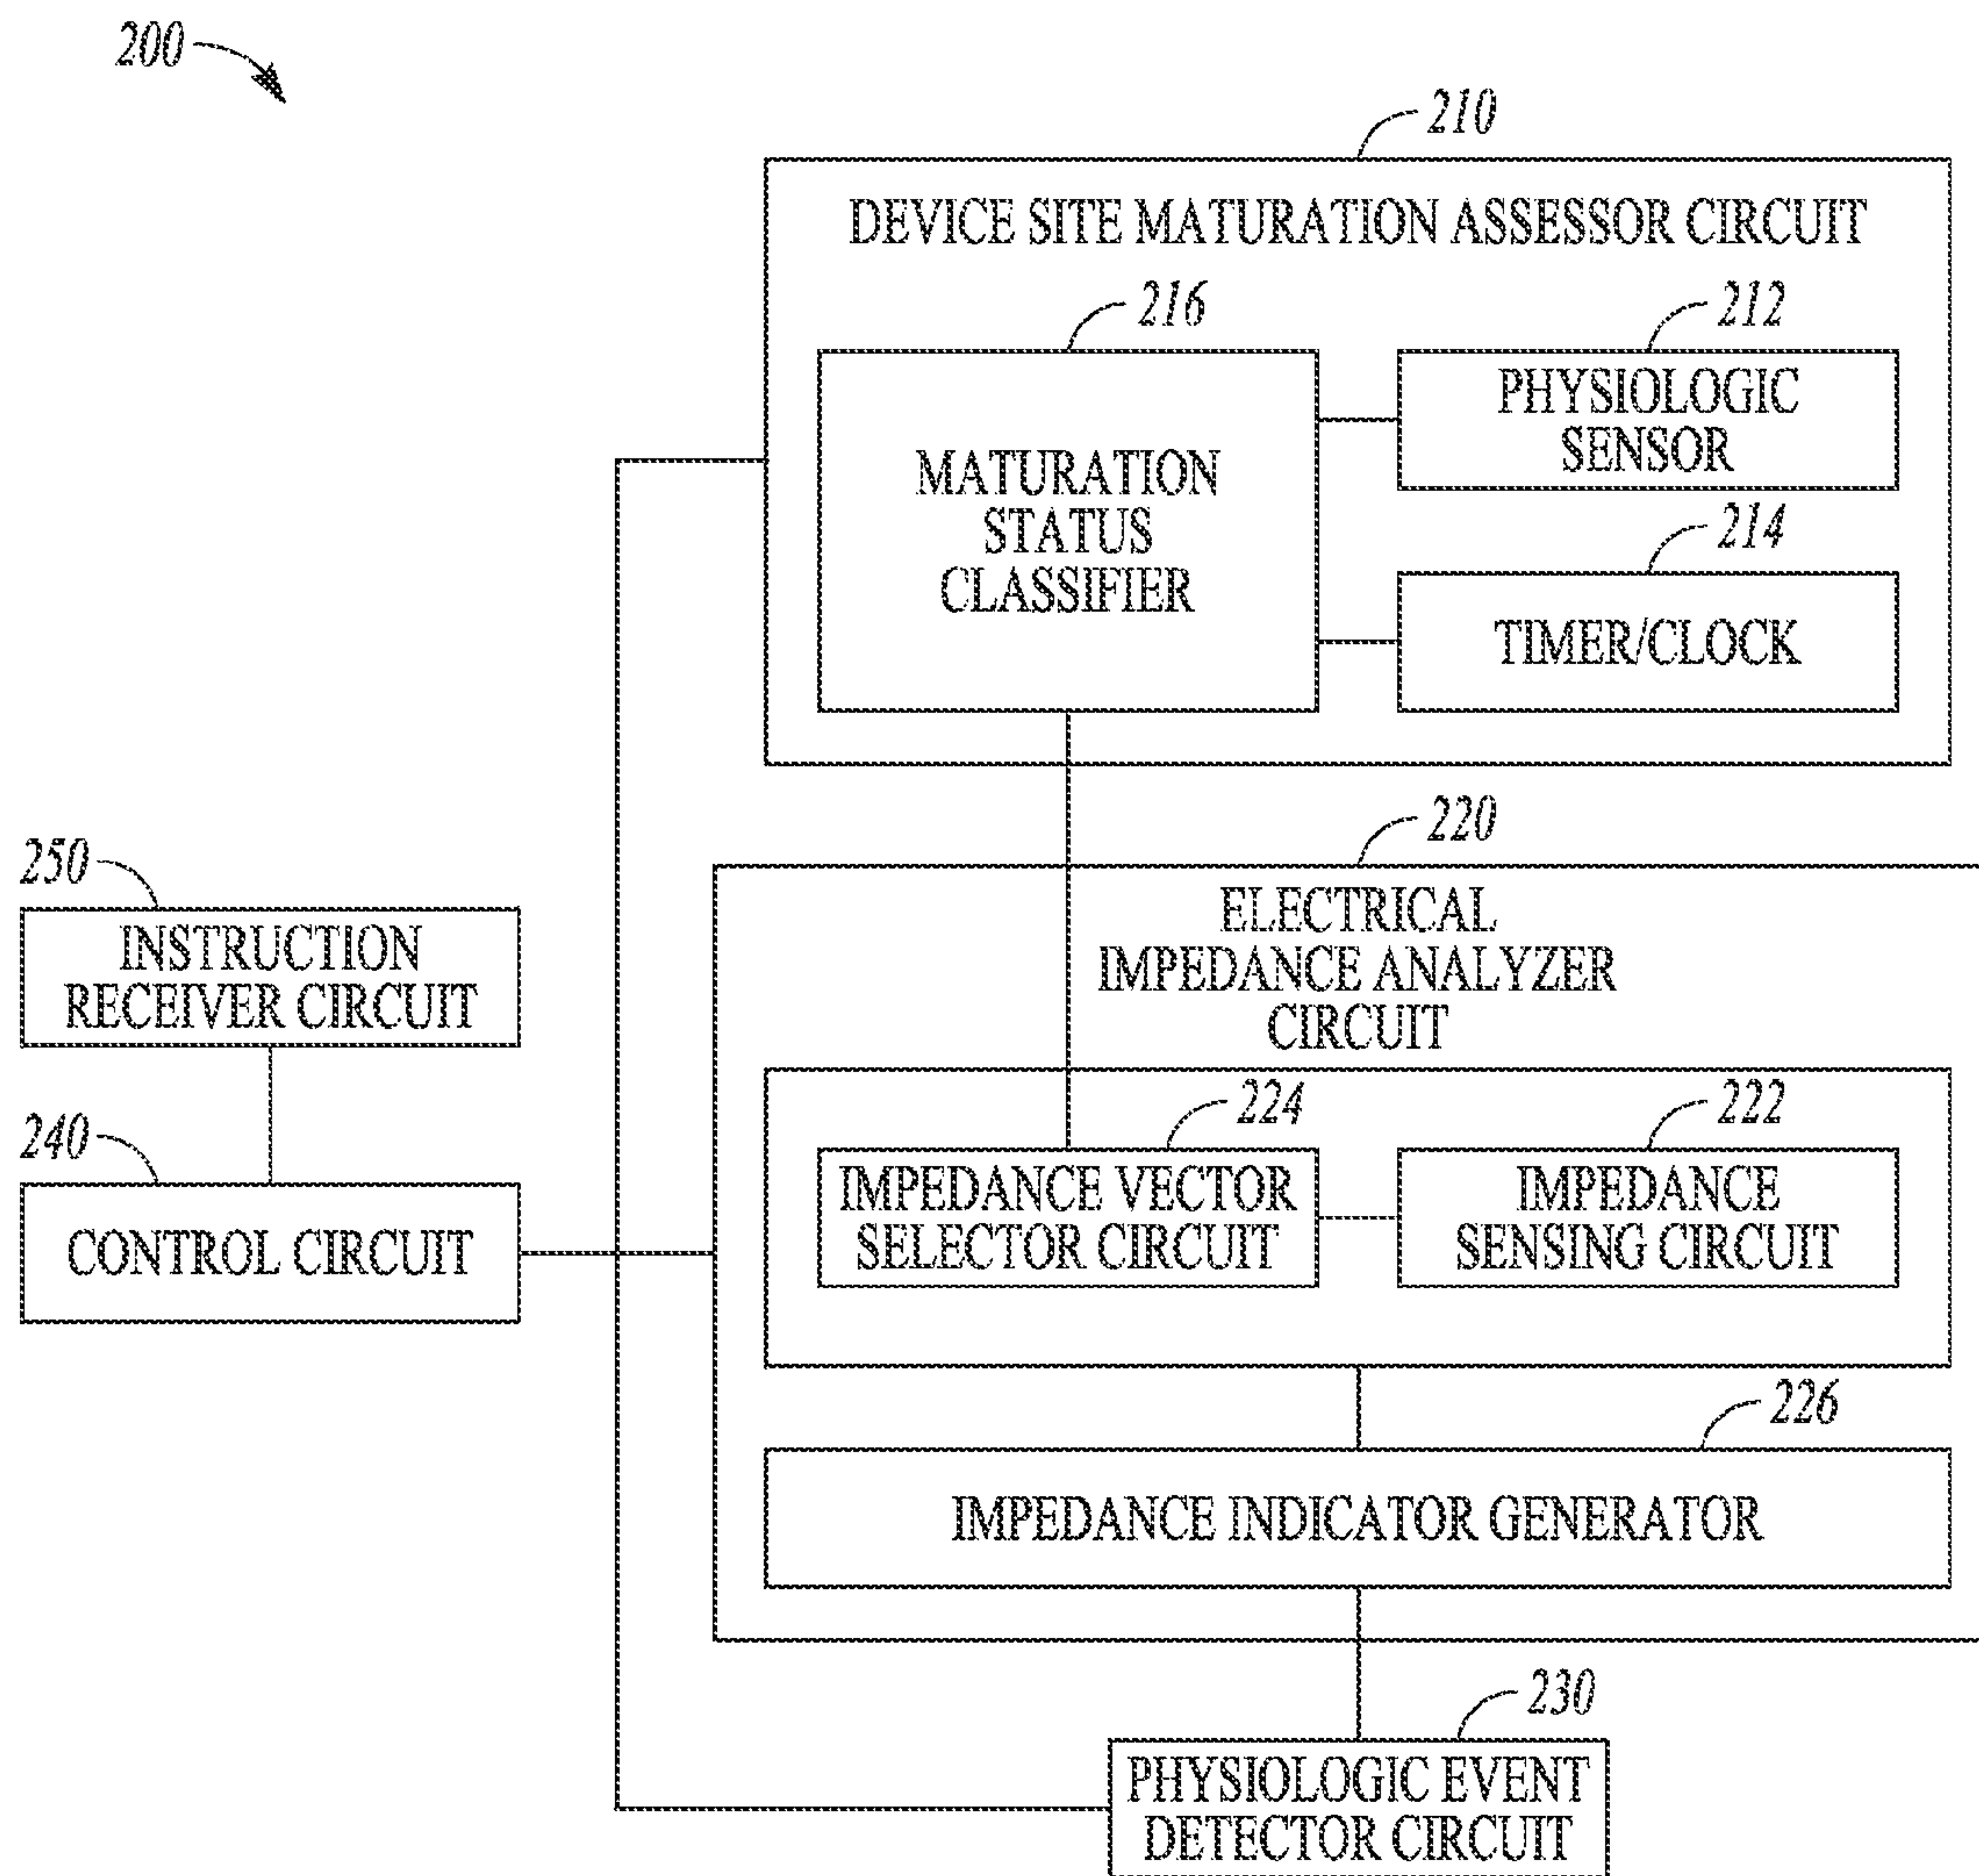 200
210
DEVICE SITE MATURATION ASSESSOR CIRCUIT
216
212
MATURATION
STATUS
CLASSIFIER
PHYSIOLOGIC
SENSOR
214
TIMER/CLOCK
220
ELECTRICAL
IMPEDANCE ANALYZER
CIRCUIT
250
INSTRUCTION
RECEIVER CIRCUIT
240
CONTROL CIRCUIT
224
222
IMPEDANCE VECTOR
SELECTOR CIRCUIT
IMPEDANCE
SENSING CIRCUIT
226
IMPEDANCE INDICATOR GENERATOR
230
PHYSIOLOGIC EVENT
DETECTOR CIRCUIT